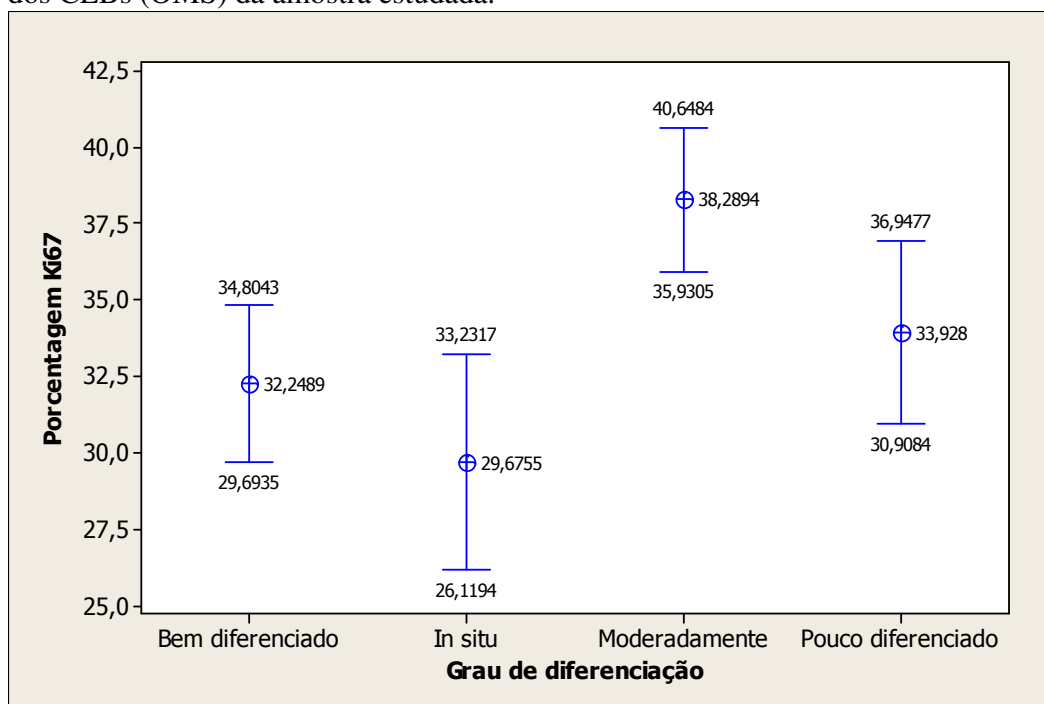 dos CEBs (OMS) da amostra estudada.
42,5
40,0
37,5
35,0
32,5
30,0
27,5
25,0
Porcentagem Ki67
34,8043
32,2489
29,6935
33,2317
29,6755
26,1194
40,6484
38,2894
35,9305
36,9477
33,928
30,9084
Bem diferenciado
In situ
Moderadamente
Pouco diferenciado
Grau de diferenciação